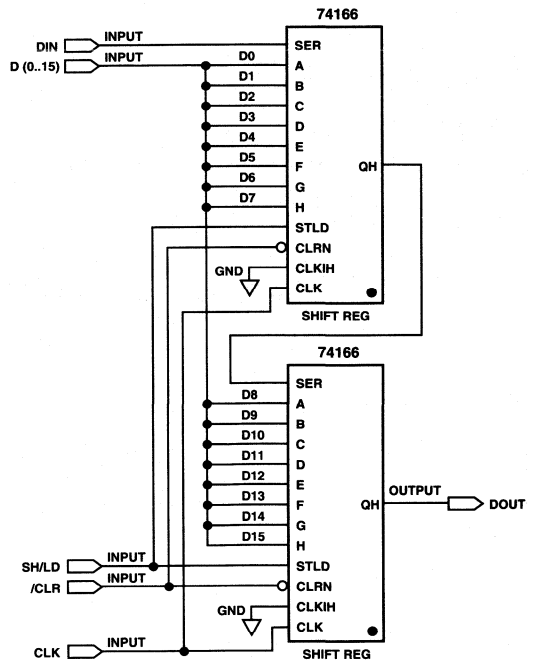 74166
DIN INPUT SER
D (0..15) INPUT D0 A
D1 B
D2 C
D3 D
D4 E
D5 F QH
D6 G
D7 H
STLD
CLRN
GND CLKIH
CLK
SHIFT REG
74166
SER
D8 A
D9 B
D10 C
D11 D
D12 E
D13 F QH OUTPUT DOUT
D14 G
D15 H
SH/LD INPUT STLD
/CLR INPUT CLRN
GND CLKIH
CLK INPUT CLK
SHIFT REG